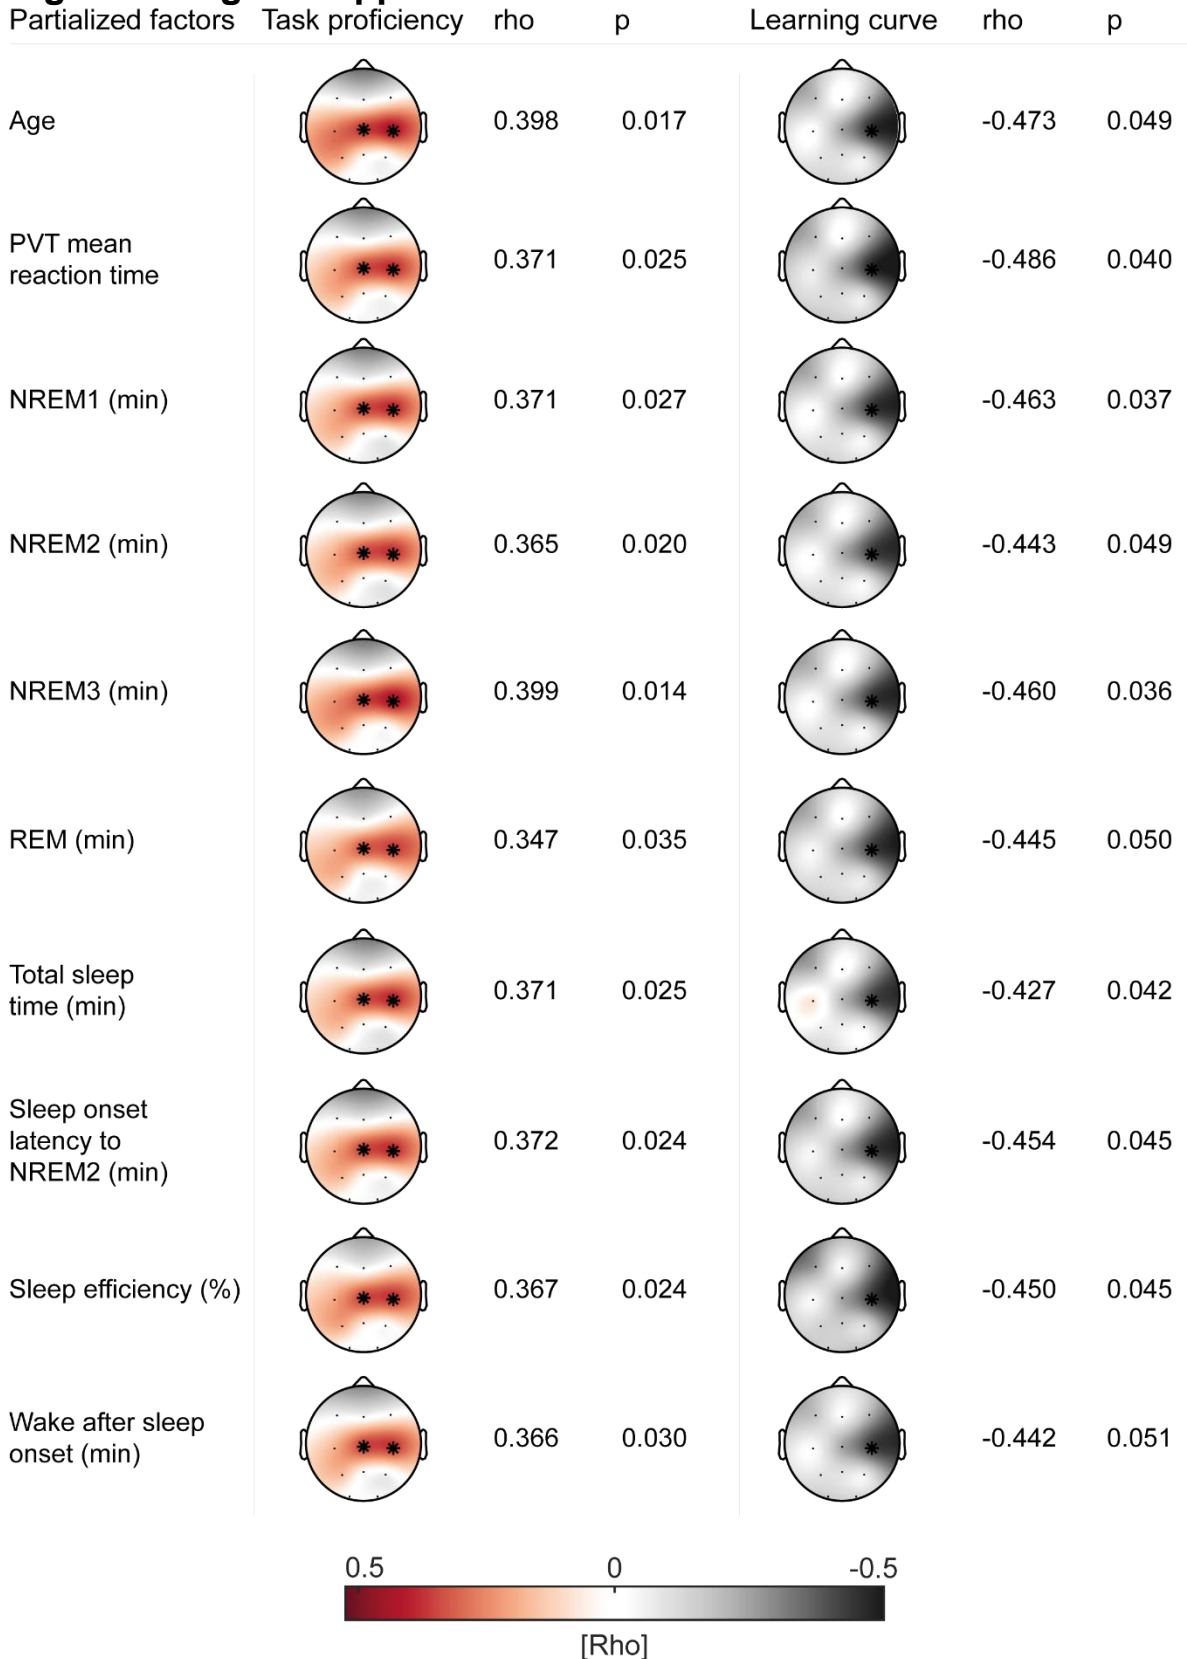 Partialized factors Task proficiency rho p Learning curve rho p
Age 0.398 0.017 -0.473 0.049
PVT mean
reaction time 0.371 0.025 -0.486 0.040
NREM1 (min) 0.371 0.027 -0.463 0.037
NREM2 (min) 0.365 0.020 -0.443 0.049
NREM3 (min) 0.399 0.014 -0.460 0.036
REM (min) 0.347 0.035 -0.445 0.050
Total sleep
time (min) 0.371 0.025 -0.427 0.042
Sleep onset
latency to
NREM2 (min) 0.372 0.024 -0.454 0.045
Sleep efficiency (%) 0.367 0.024 -0.450 0.045
Wake after sleep
onset (min) 0.366 0.030 -0.442 0.051
0.5 0 -0.5
[Rho]